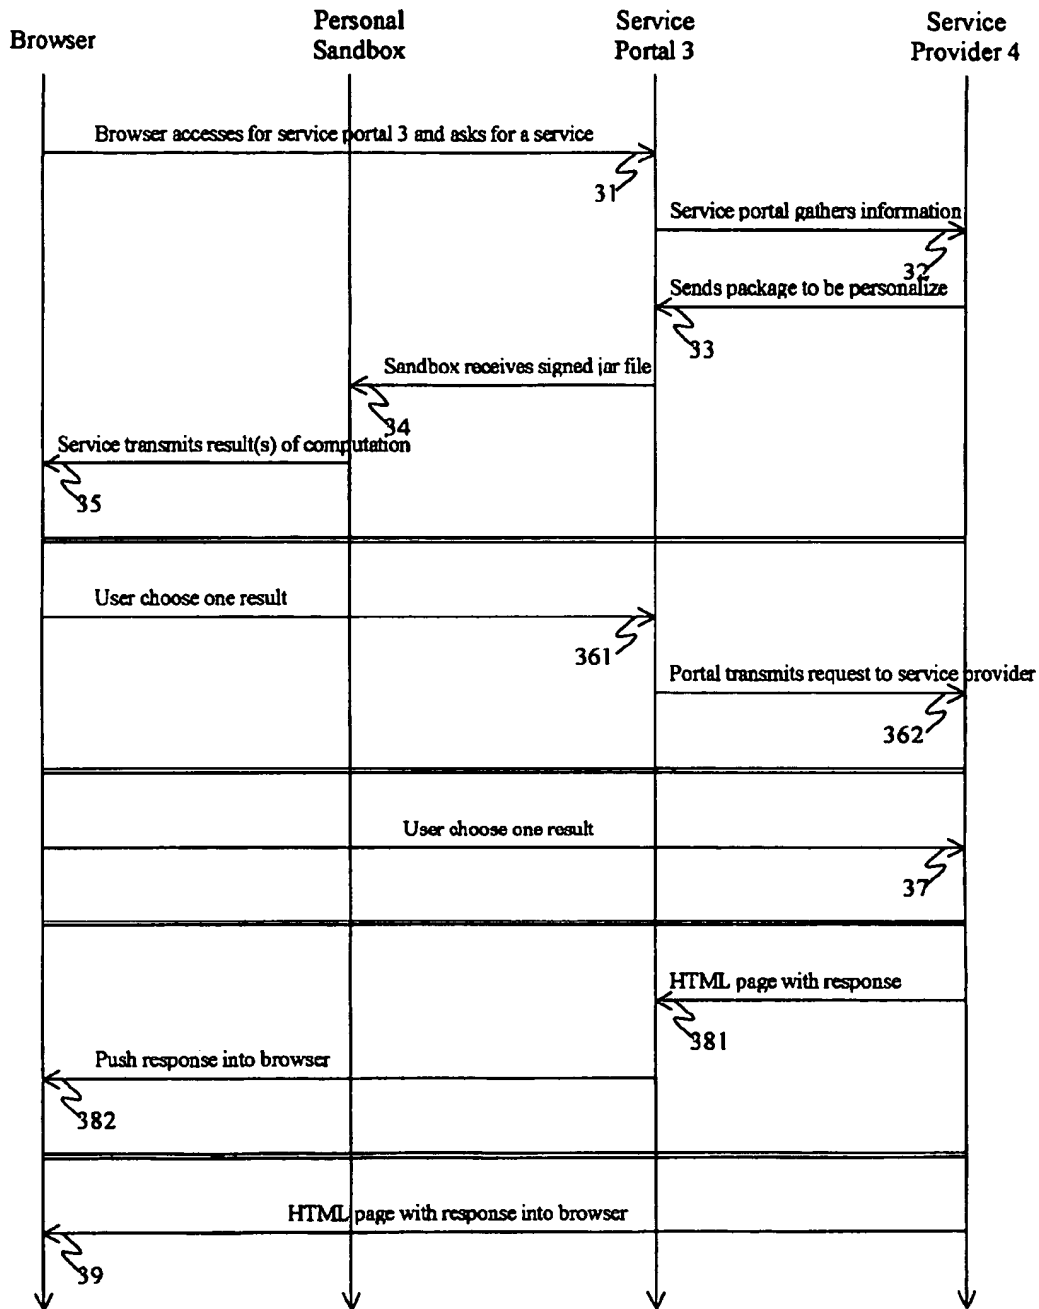 Browser
Personal
Sandbox
Service
Portal 3
Service
Provider 4
Browser accesses for service portal 3 and asks for a service
31
Service portal gathers information
32
Sends package to be personalize
33
Sandbox receives signed jar file
34
Service transmits result(s) of computation
35
User choose one result
361
Portal transmits request to service provider
362
User choose one result
37
HTML page with response
381
Push response into browser
382
HTML page with response into browser
39